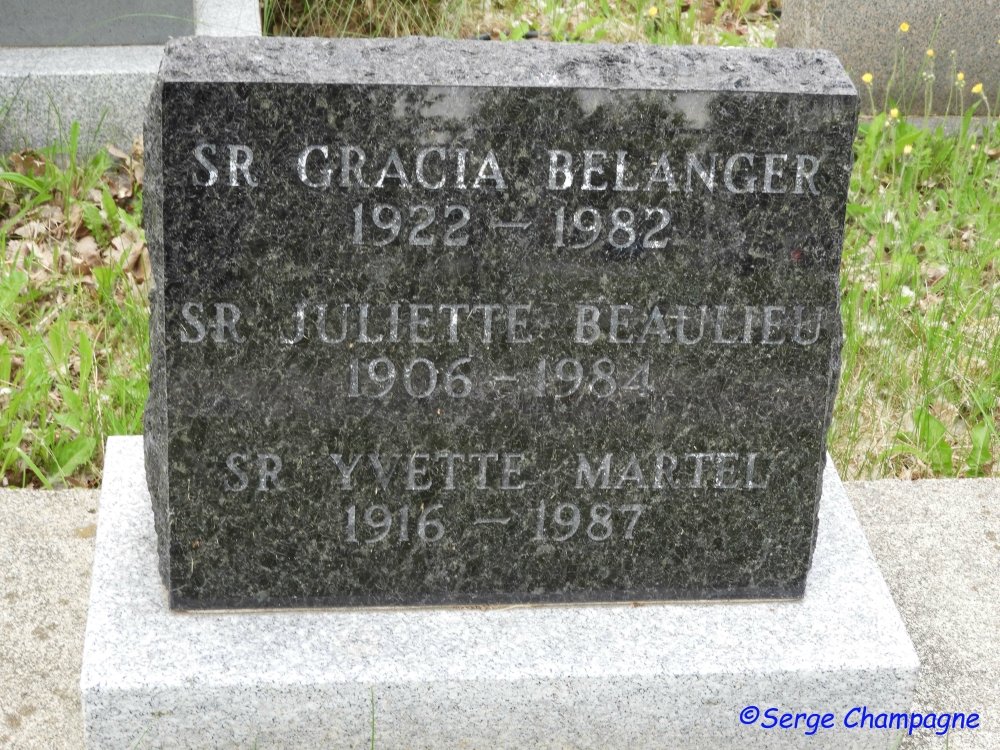 SR GRACIA BELANGER
1922 - 1982
SR JULIETTE BEAULIEU
1906 - 1984
SR YVETTE MARTEL
1916 - 1987
©Serge Champagne